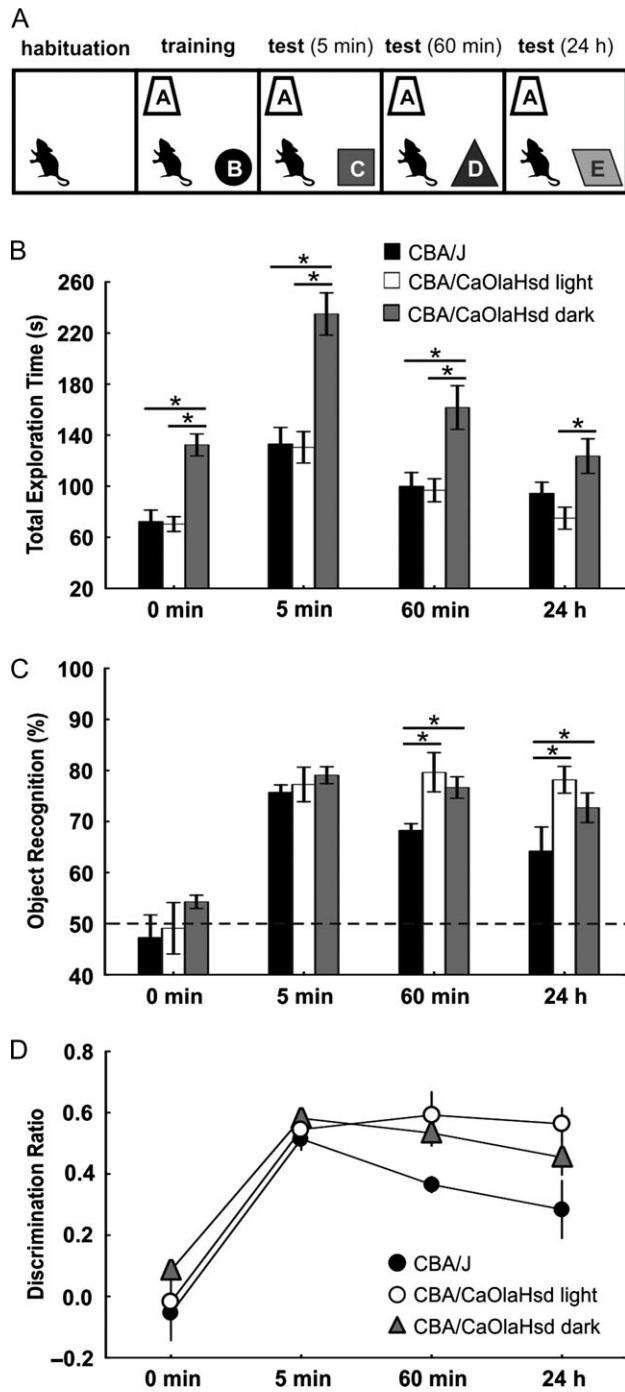 A
habituation training test (5 min) test (60 min) test (24 h)
A A A A
B C D E
B
CBA/J
CBA/CaOlaHsd light
CBA/CaOlaHsd dark
Total Exploration Time (s)
260
220
180
140
100
60
20
* * * * * * *
0 min 5 min 60 min 24 h
C
Object Recognition (%)
100
90
80
70
60
50
40
* * * *
0 min 5 min 60 min 24 h
D
Discrimination Ratio
0.8
0.6
0.4
0.2
0.0
−0.2
CBA/J
CBA/CaOlaHsd light
CBA/CaOlaHsd dark
0 min 5 min 60 min 24 h